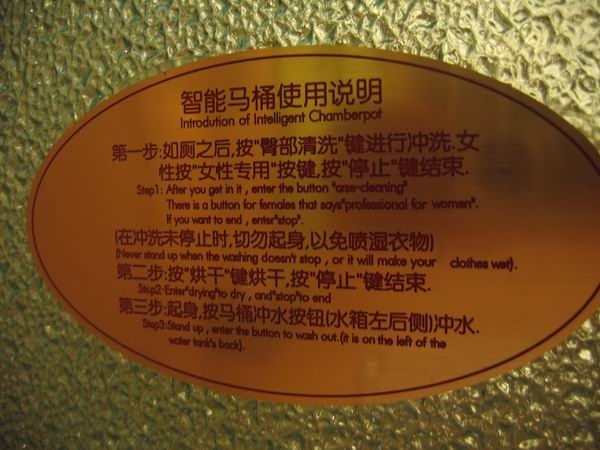 智能马桶使用说明
Introdution of Intelligent Chamberpot
第一步:如厕之后,按"臀部清洗"键进行冲洗.女
性按"女性专用"按键,按"停止"键结束.
Step1: After you get in it , enter the button "arse-cleaning"
There is a button for females that says"professional for women".
If you want to end , enter"stop".
(在冲洗未停止时,切勿起身,以免喷湿衣物)
(Never stand up when the washing doesn't stop , or it will make your clothes wet).
第二步:按"烘干"键烘干,按"停止"键结束.
Step2:Enter"drying"to dry , and"stop"to end
第三步:起身,按马桶冲水按钮(水箱左后侧)冲水.
Step3:Stand up , enter the button to wash out.(it is on the left of the
water tank's back).